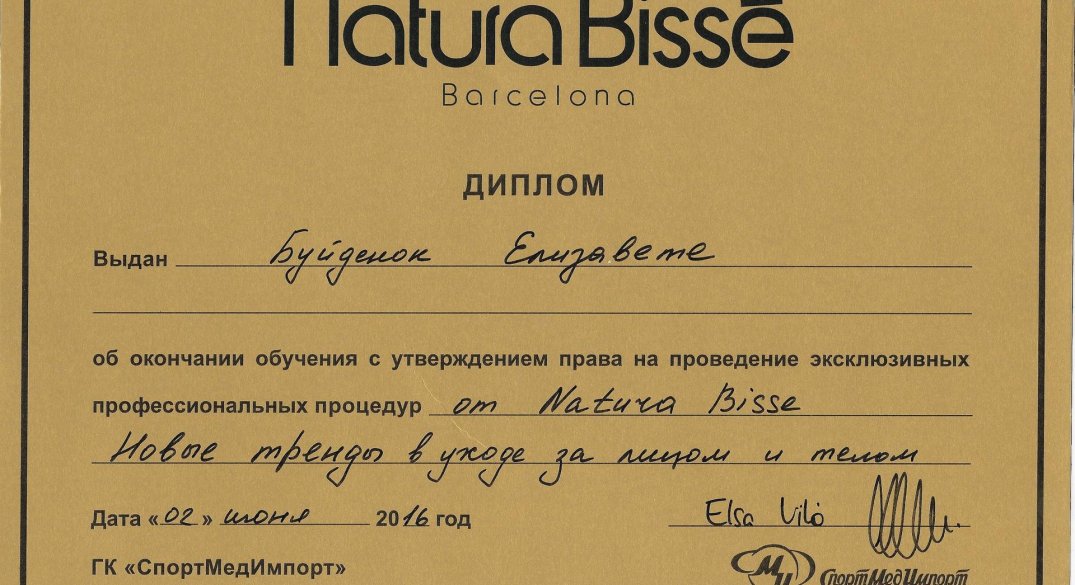 Natura Bissé
Barcelona
ДИПЛОМ
Выдан Буйденок Елизавете
об окончании обучения с утверждением права на проведение эксклюзивных
профессиональных процедур от Natura Bisse
Новые тренды в уходе за лицом и телом
Дата «02» июня 2016 год Elsa Viló
ГК «СпортМедИмпорт» МИ СпортМедИмпорт